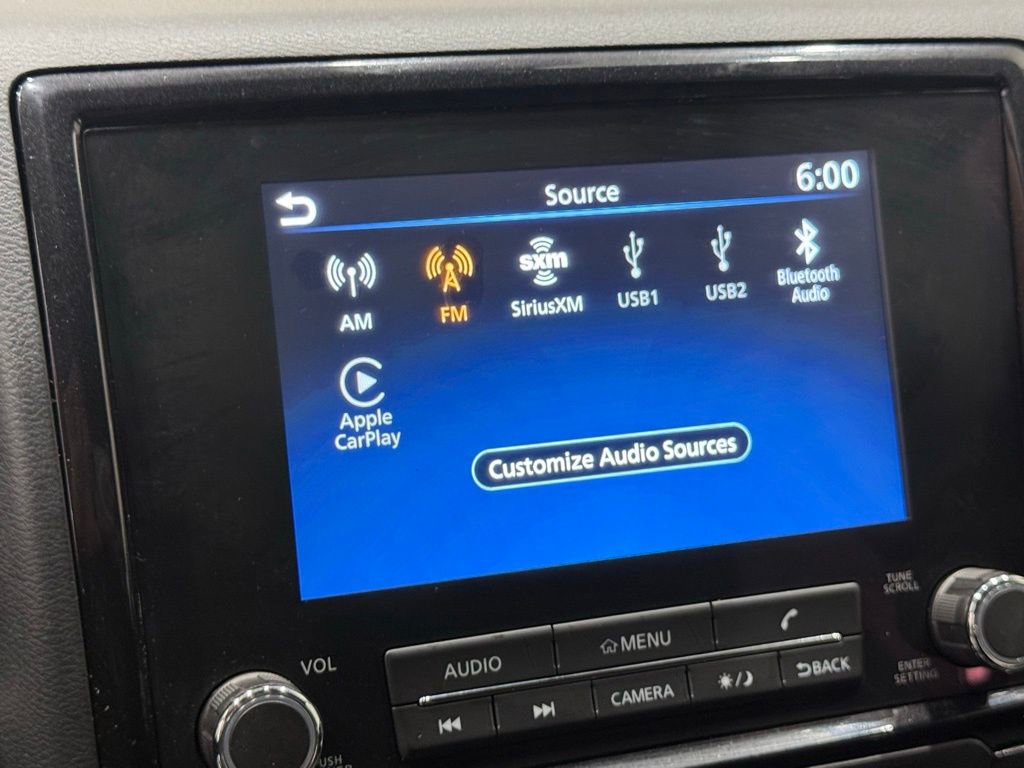 Source
6:00
sxm
AM
FM
SiriusXM
USB1
USB2
Bluetooth
Audio
Apple
CarPlay
Customize Audio Sources
TUNE
SCROLL
VOL
AUDIO
MENU
ENTER
SETTING
CAMERA
BACK